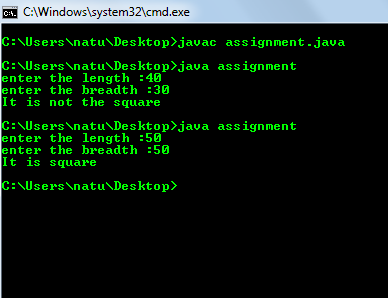 C:\Windows\system32\cmd.exe
C:\Users\natu\Desktop>javac assignment.java
C:\Users\natu\Desktop>java assignment
enter the length :40
enter the breadth :30
It is not the square
C:\Users\natu\Desktop>java assignment
enter the length :50
enter the breadth :50
It is square
C:\Users\natu\Desktop>